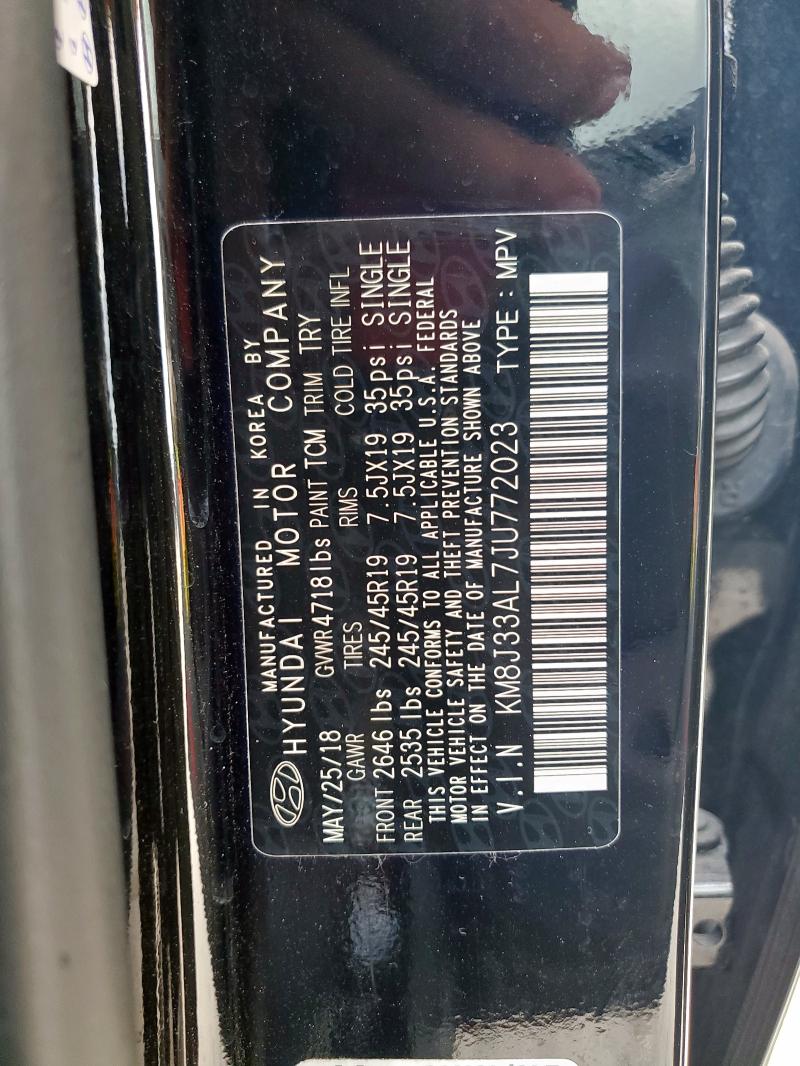 MANUFACTURED IN KOREA BY
HYUNDAI MOTOR COMPANY
MAY/25/18 GVWR4718lbs PAINT TCM TRIM TRY
GAWR TIRES RIMS COLD TIRE INFL
FRONT 2646 lbs 245/45R19 7.5JX19 35psi SINGLE
REAR 2535 lbs 245/45R19 7.5JX19 35psi SINGLE
THIS VEHICLE CONFORMS TO ALL APPLICABLE U.S.A. FEDERAL
MOTOR VEHICLE SAFETY AND THEFT PREVENTION STANDARDS
IN EFFECT ON THE DATE OF MANUFACTURE SHOWN ABOVE
V.I.N KM8J33AL7JU772023 TYPE : MPV